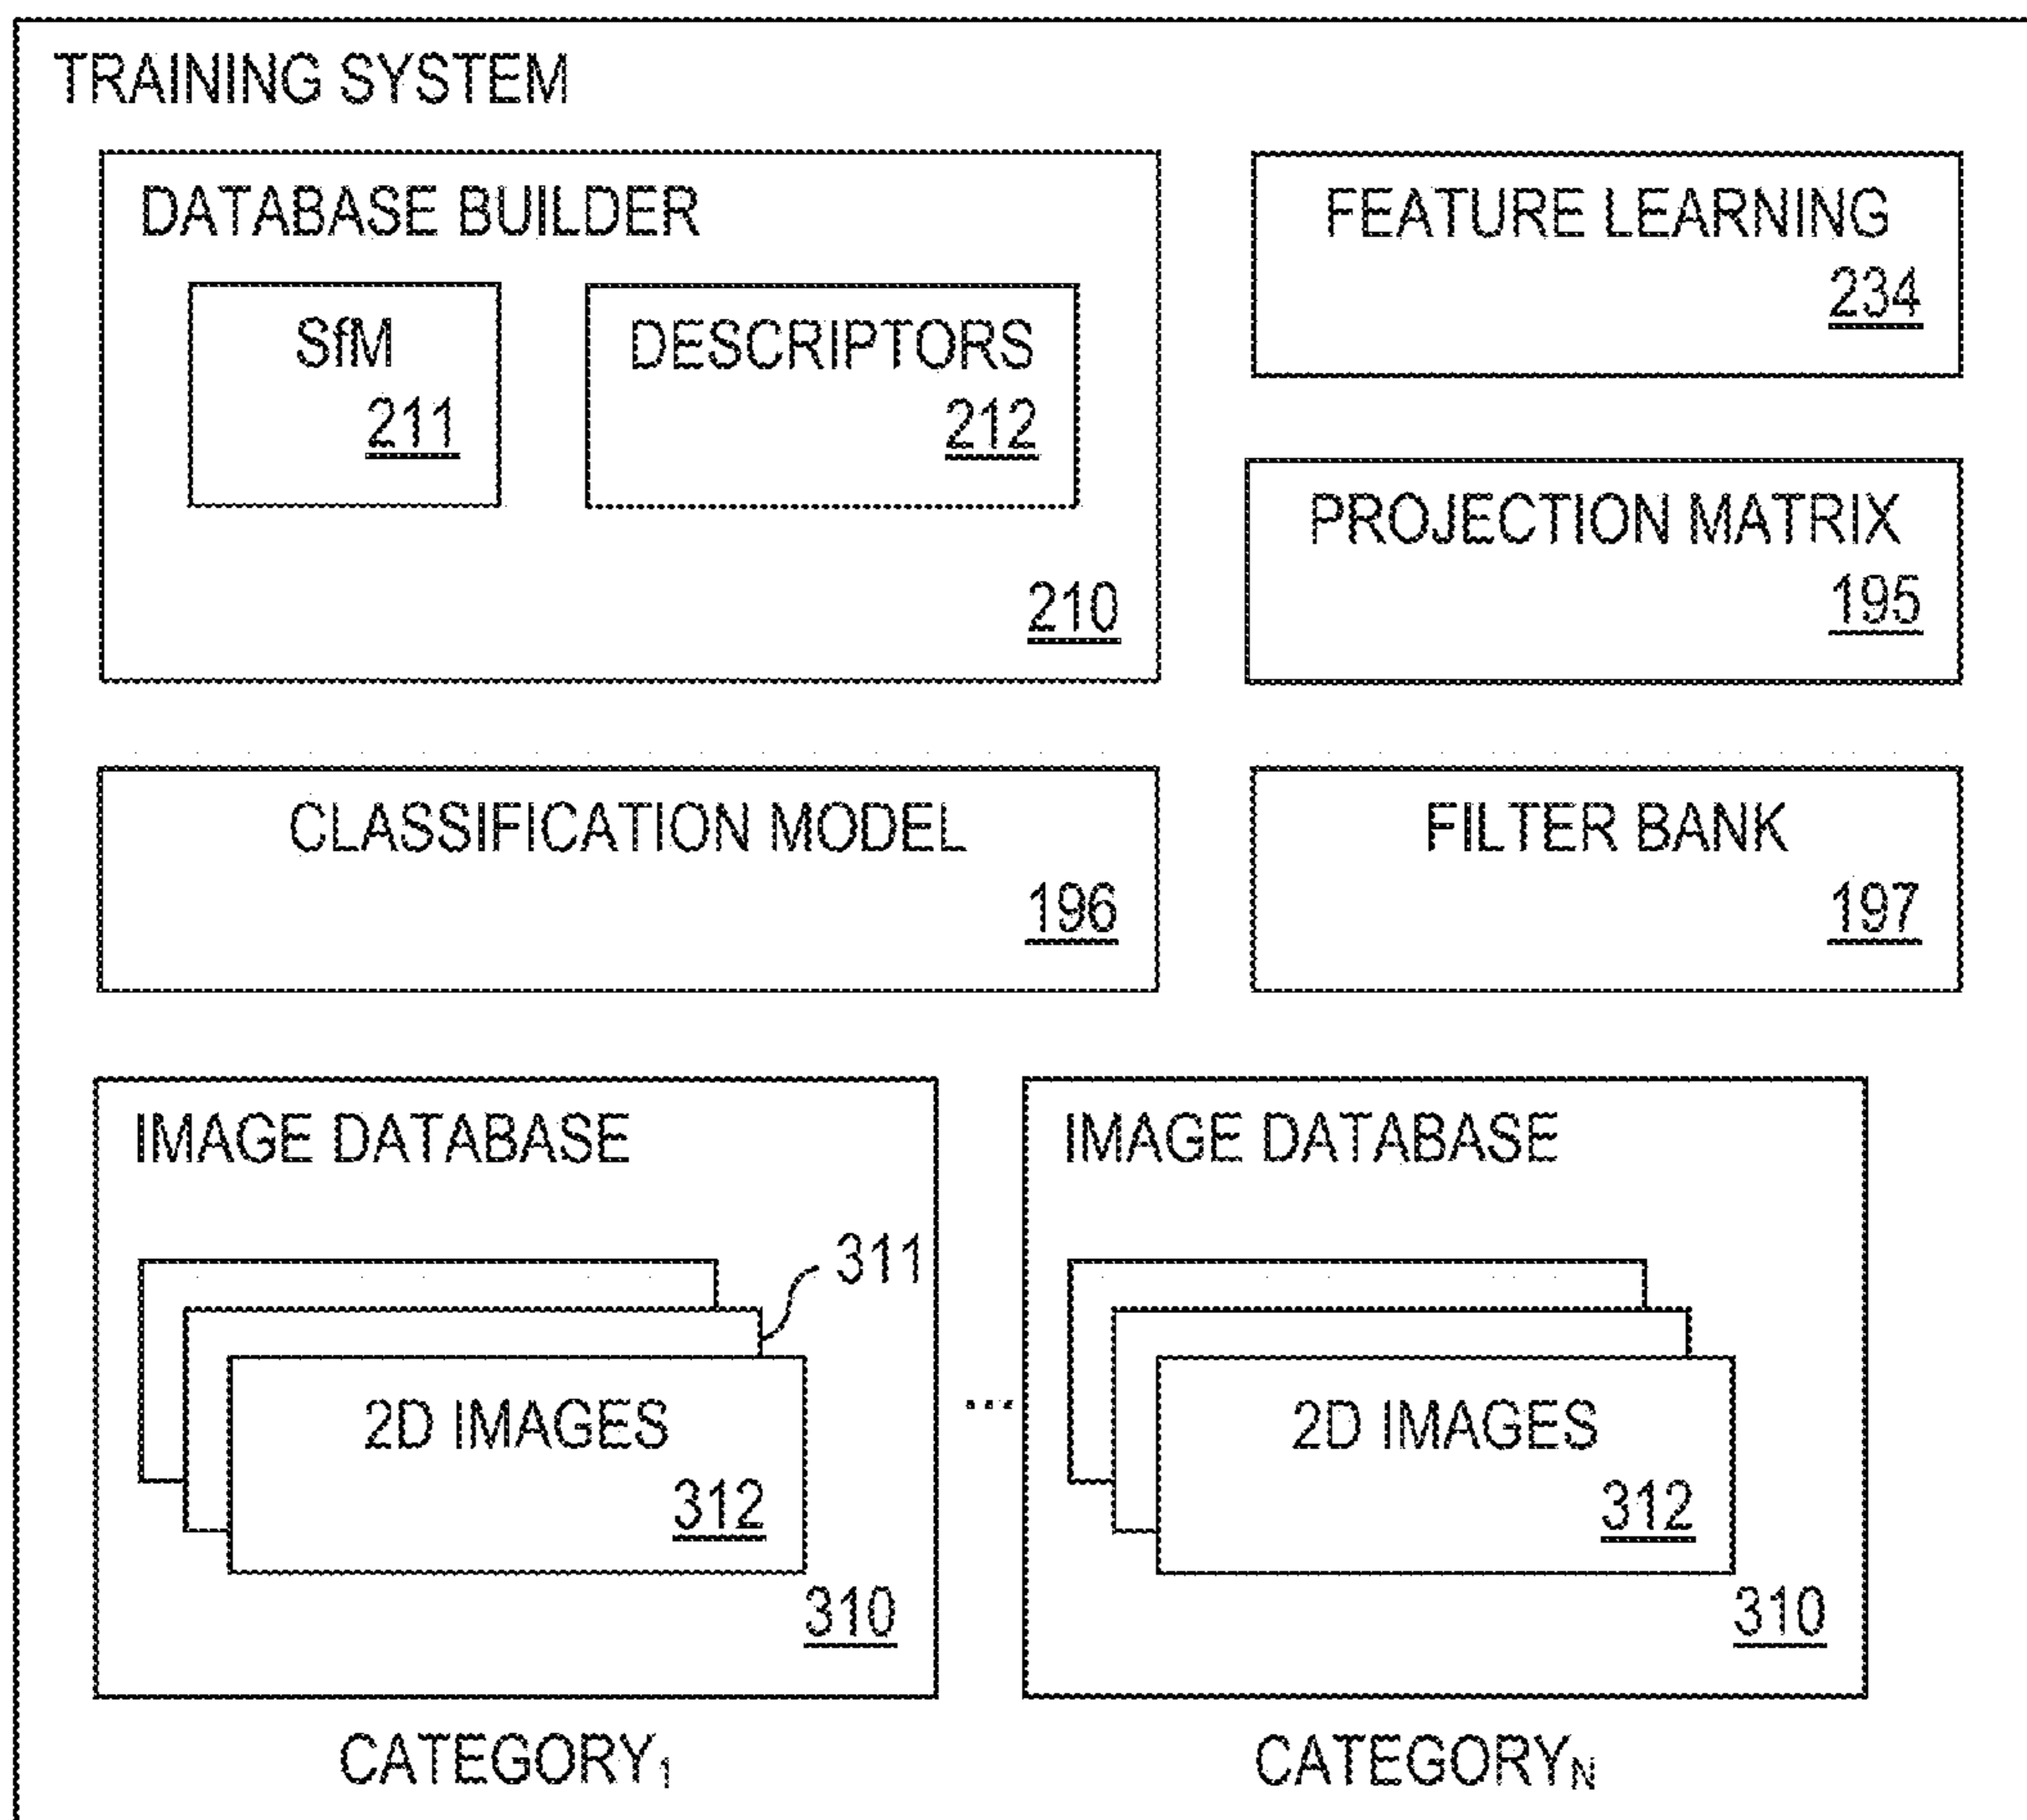 TRAINING SYSTEM
DATABASE BUILDER
SfM
211
DESCRIPTORS
212
210
FEATURE LEARNING
234
PROJECTION MATRIX
195
CLASSIFICATION MODEL
196
FILTER BANK
197
IMAGE DATABASE
311
2D IMAGES
312
310
CATEGORY₁
...
IMAGE DATABASE
2D IMAGES
312
310
CATEGORY_N